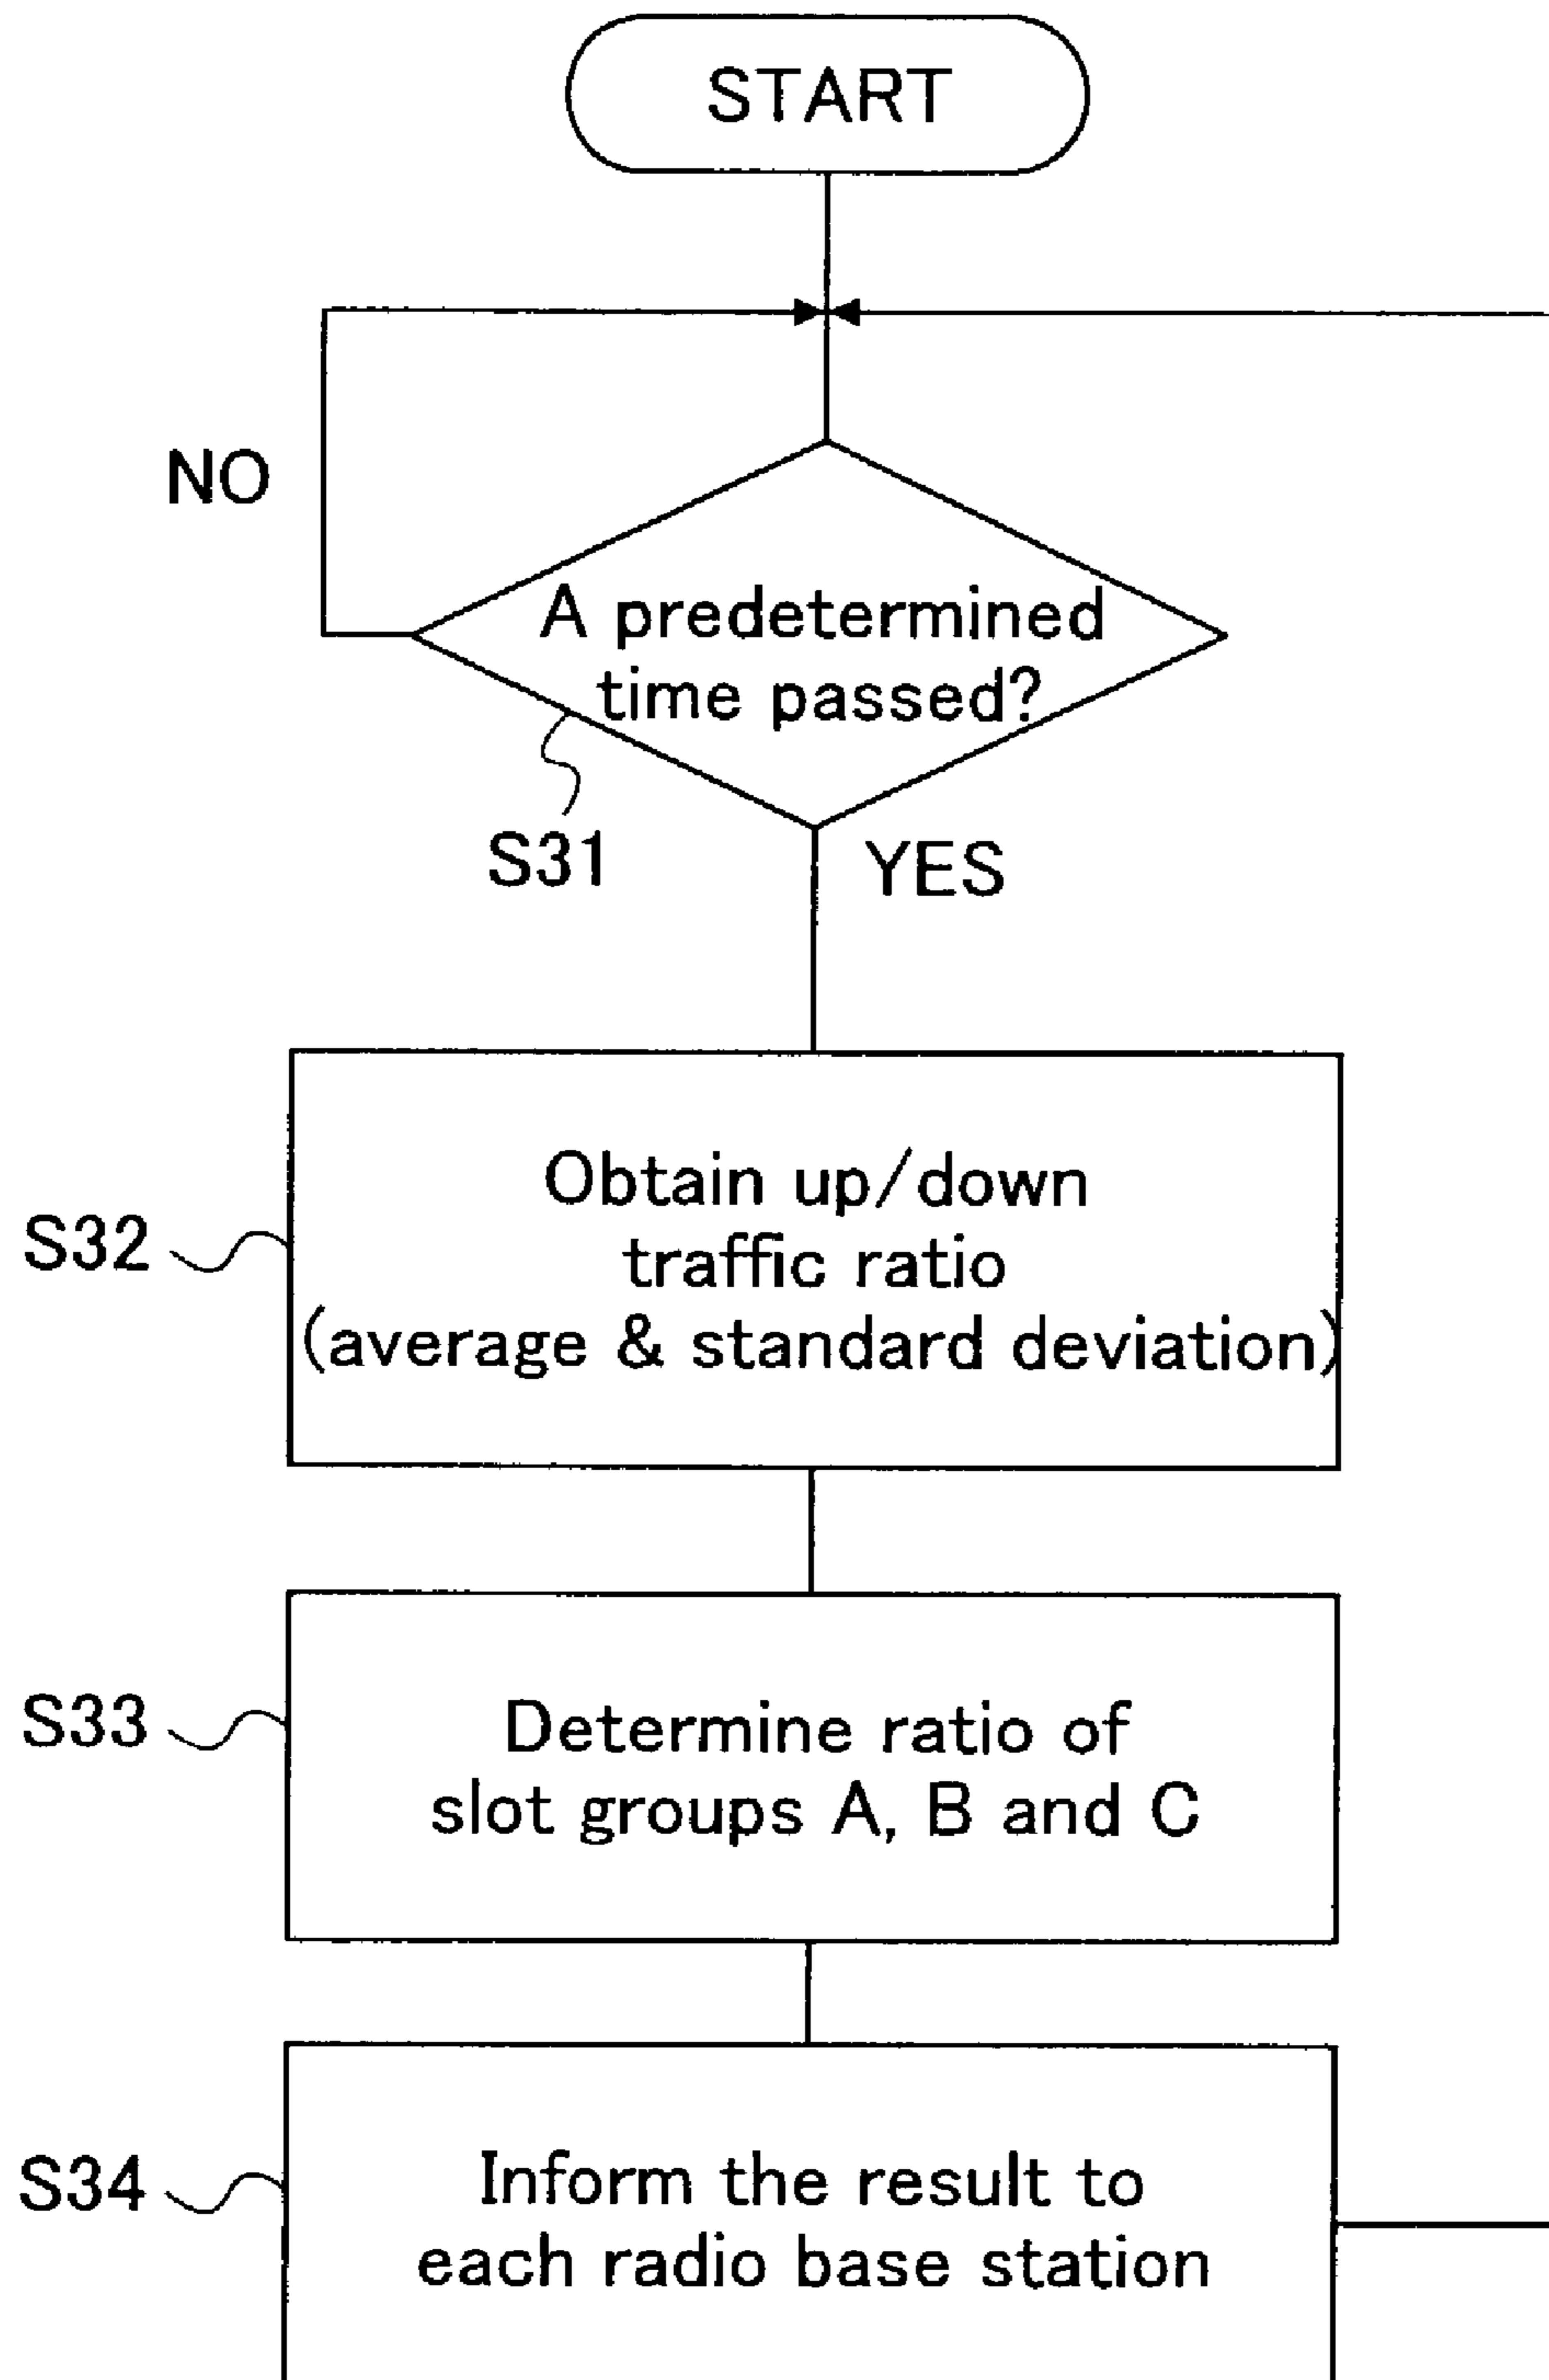 START
NO
A predetermined
time passed?
S31
YES
S32
Obtain up/down
traffic ratio
(average & standard deviation)
S33
Determine ratio of
slot groups A, B and C
S34
Inform the result to
each radio base station